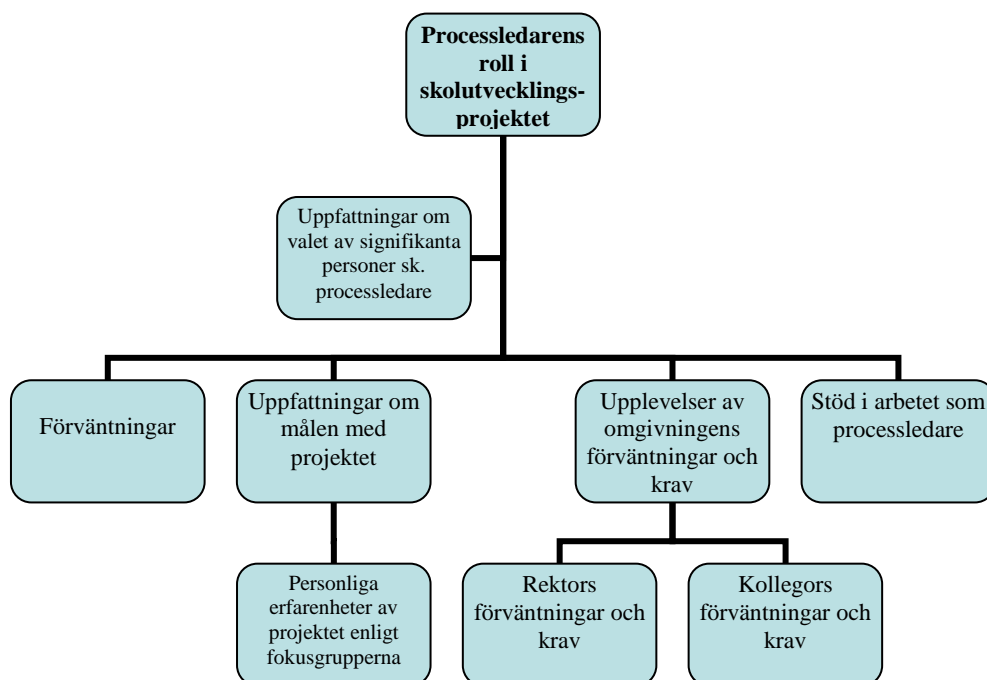 Processledarens
roll i
skolutvecklings-
projektet
Uppfattningar om
valet av signifikanta
personer sk.
processledare
Förväntningar
Uppfattningar om
målen med
projektet
Upplevelser av
omgivningens
förväntningar och
krav
Stöd i arbetet som
processledare
Personliga
erfarenheter av
projektet enligt
fokusgrupperna
Rektors
förväntningar och
krav
Kollegors
förväntningar och
krav